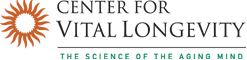 CENTER FOR
VITAL LONGEVITY
THE SCIENCE OF THE AGING MIND